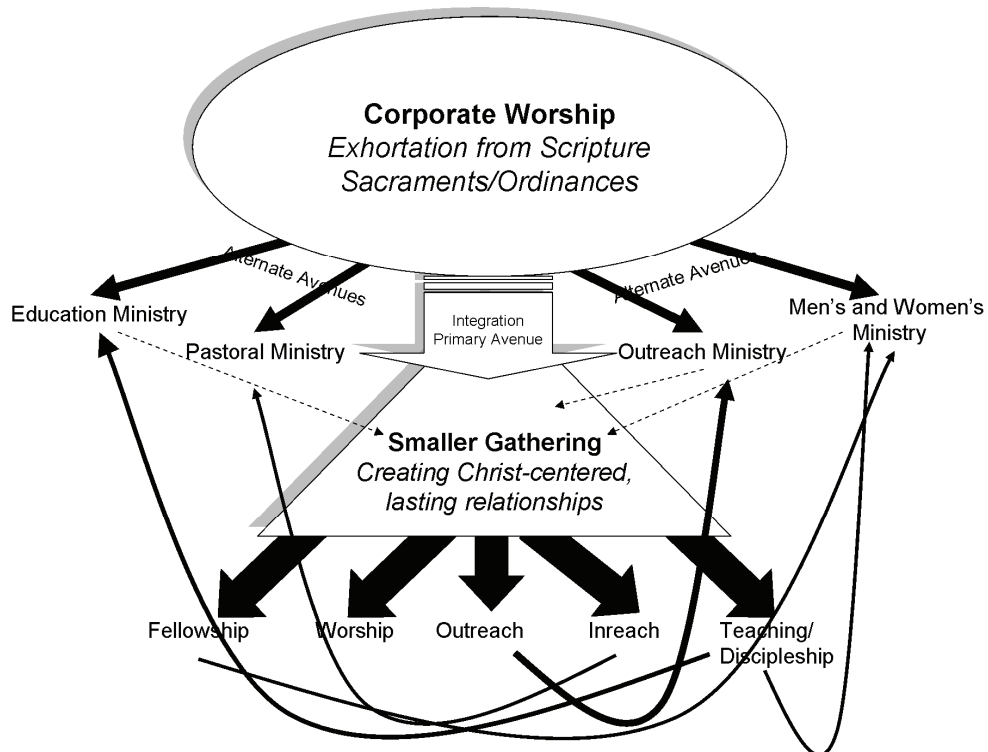 Corporate Worship
Exhortation from Scripture
Sacraments/Ordinances
Alternate Avenues
Alternate Avenues
Education Ministry
Pastoral Ministry
Integration
Primary Avenue
Outreach Ministry
Men's and Women's
Ministry
Smaller Gathering
Creating Christ-centered,
lasting relationships
Fellowship
Worship
Outreach
Inreach
Teaching/
Discipleship